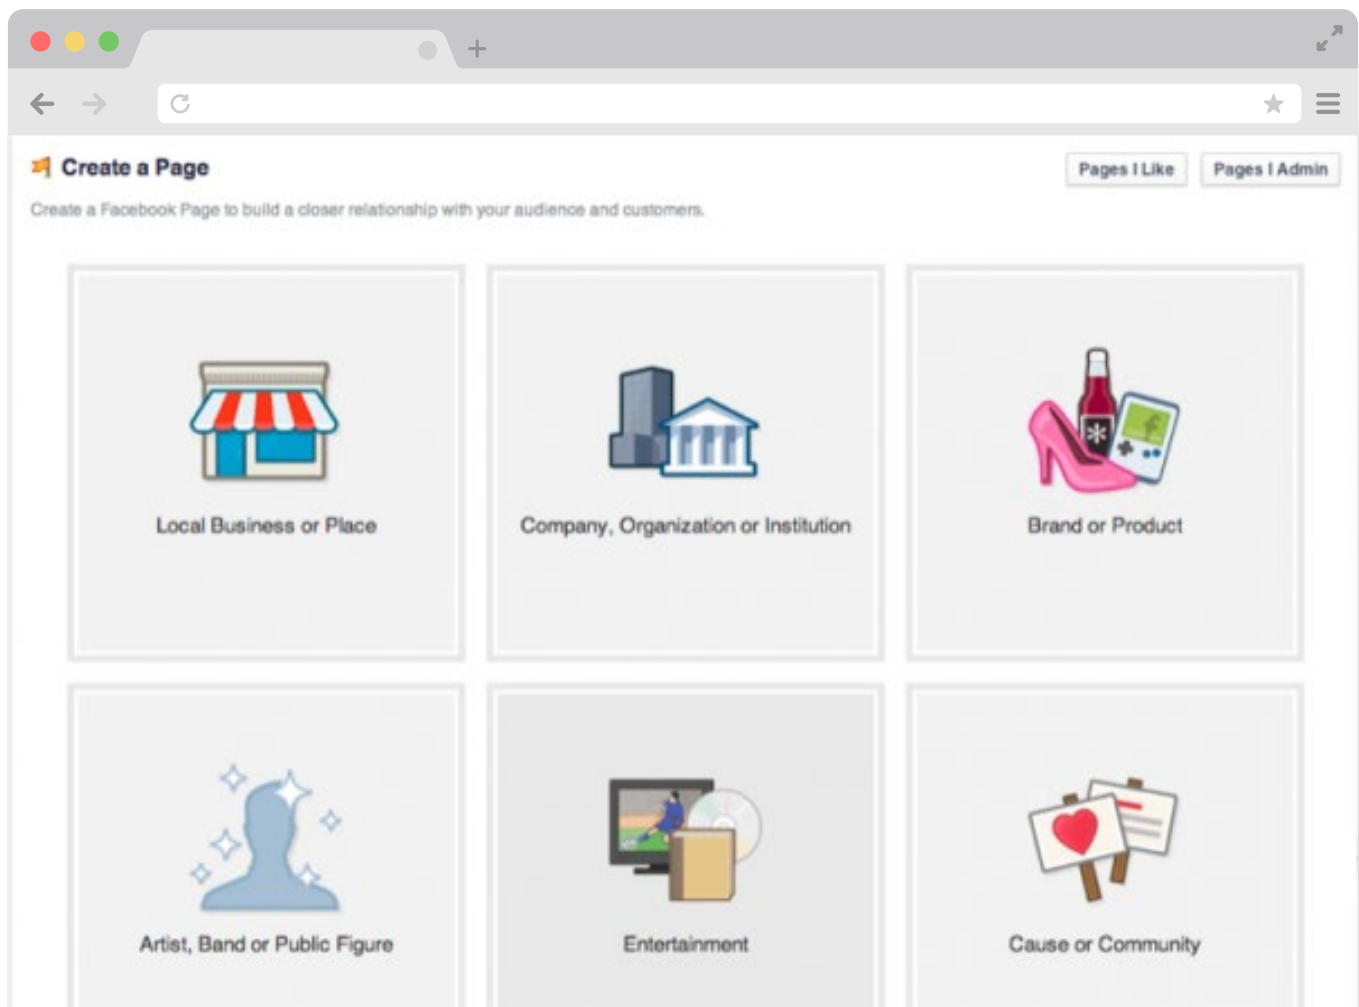 Create a Page
Pages I Like
Pages I Admin
Create a Facebook Page to build a closer relationship with your audience and customers.
Local Business or Place
Company, Organization or Institution
Brand or Product
Artist, Band or Public Figure
Entertainment
Cause or Community